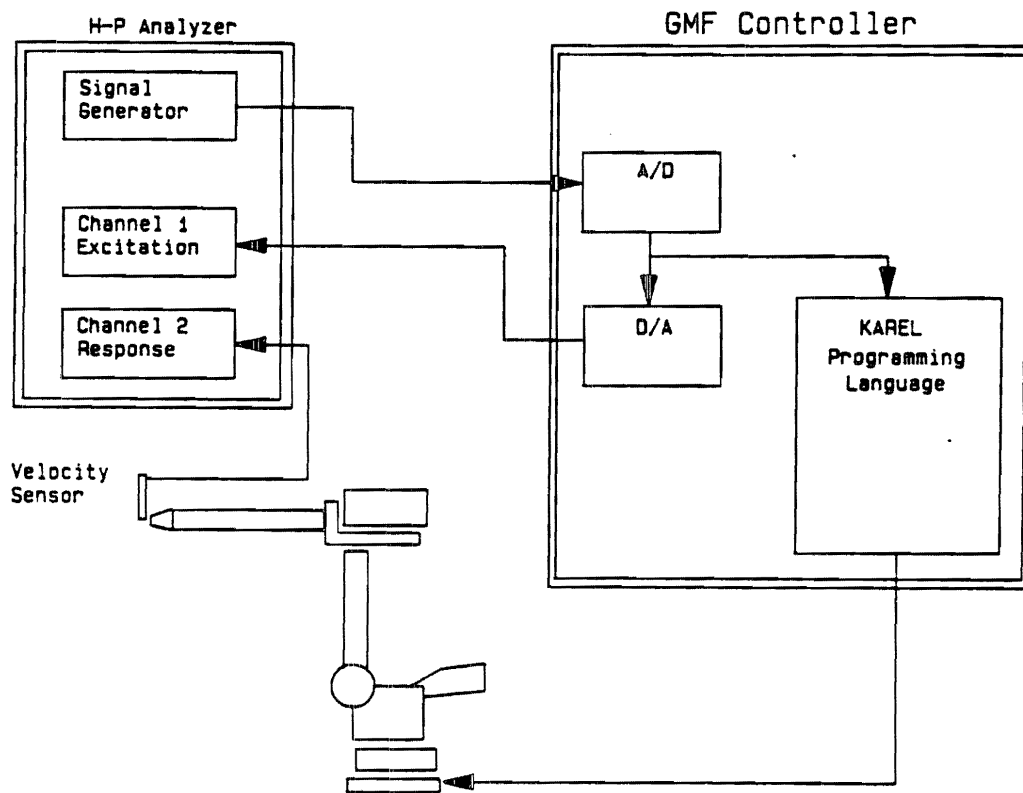 H-P Analyzer
GMF Controller
Signal
Generator
A/D
Channel 1
Excitation
Channel 2
Response
D/A
KAREL
Programming
Language
Velocity
Sensor